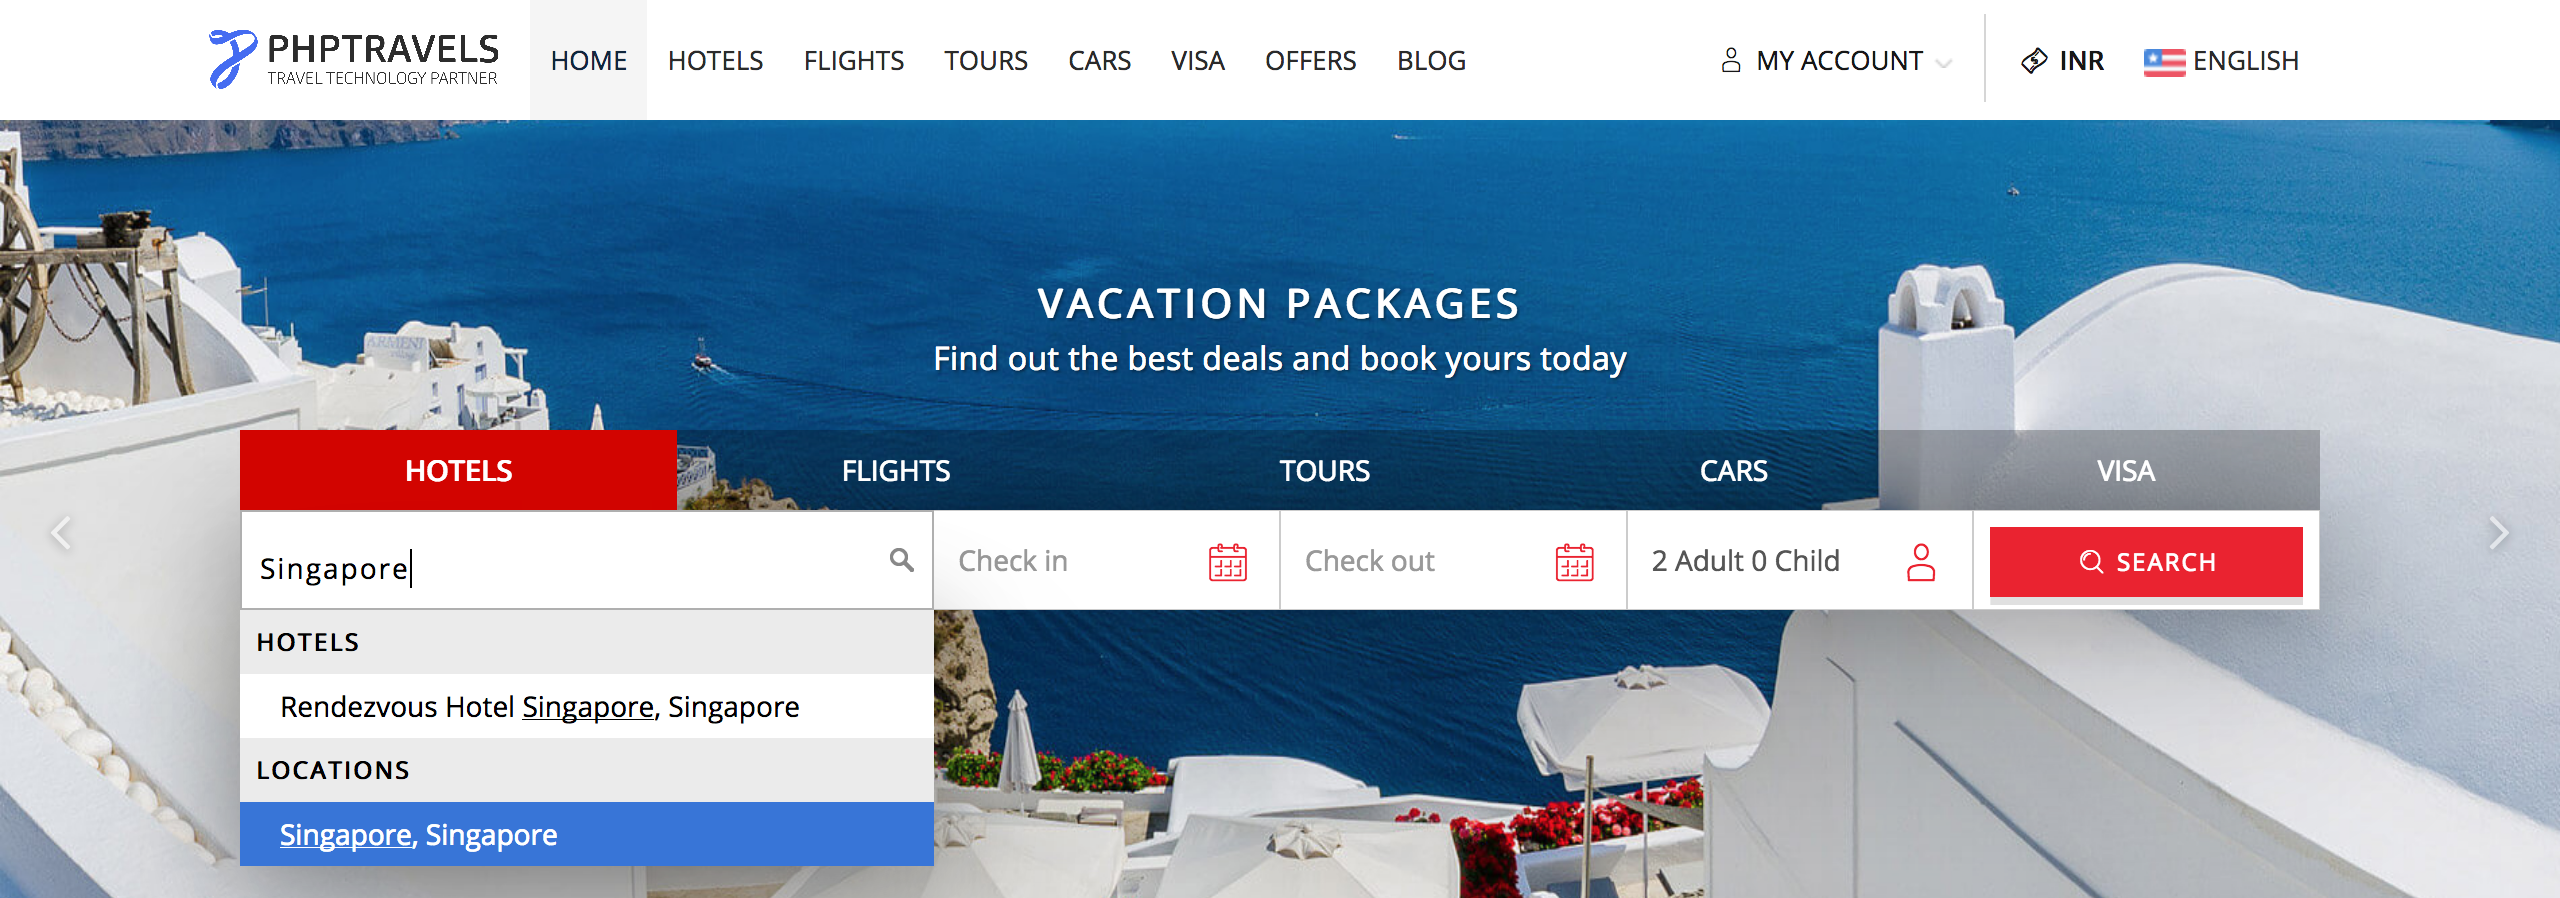 PHPTRAVELS
TRAVEL TECHNOLOGY PARTNER
HOME HOTELS FLIGHTS TOURS CARS VISA OFFERS BLOG MY ACCOUNT INR ENGLISH
ARMENI
VACATION PACKAGES
Find out the best deals and book yours today
HOTELS FLIGHTS TOURS CARS VISA
Singapore Check in Check out 2 Adult 0 Child SEARCH
HOTELS
Rendezvous Hotel Singapore, Singapore
LOCATIONS
Singapore, Singapore